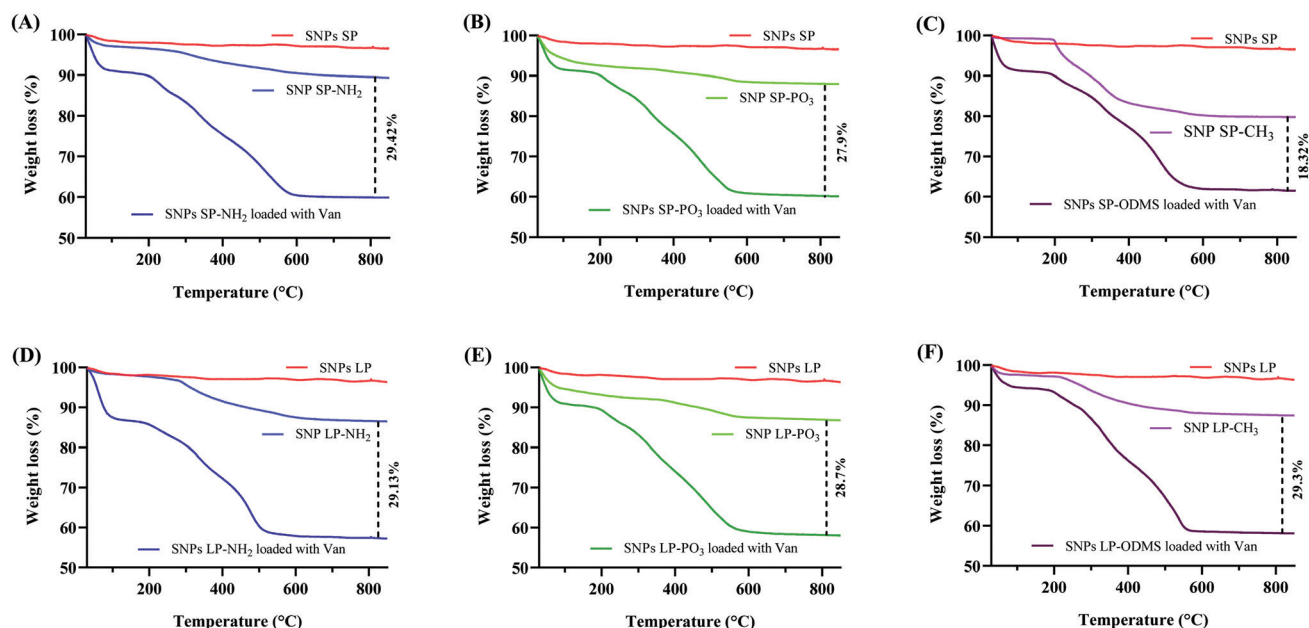 (A)
100
90
80
70
60
50
Weight loss (%)
SNPs SP
SNP SP-NH₂
29.42%
SNPs SP-NH₂ loaded with Van
200
400
600
800
Temperature (°C)
(B)
100
90
80
70
60
50
Weight loss (%)
SNPs SP
SNP SP-PO₃
27.9%
SNPs SP-PO₃ loaded with Van
200
400
600
800
Temperature (°C)
(C)
100
90
80
70
60
50
Weight loss (%)
SNPs SP
SNP SP-CH₃
18.32%
SNPs SP-ODMS loaded with Van
200
400
600
800
Temperature (°C)
(D)
100
90
80
70
60
50
Weight loss (%)
SNPs LP
SNP LP-NH₂
29.13%
SNPs LP-NH₂ loaded with Van
200
400
600
800
Temperature (°C)
(E)
100
90
80
70
60
50
Weight loss (%)
SNPs LP
SNP LP-PO₃
28.7%
SNPs LP-PO₃ loaded with Van
200
400
600
800
Temperature (°C)
(F)
100
90
80
70
60
50
Weight loss (%)
SNPs LP
SNP LP-CH₃
29.3%
SNPs LP-ODMS loaded with Van
200
400
600
800
Temperature (°C)